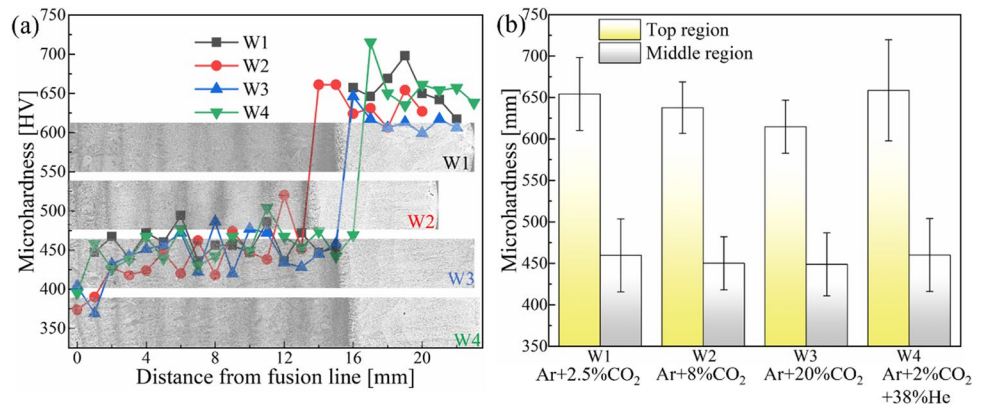 (a)
750
700
650
600
550
500
450
400
350
Microhardness [HV]
W1
W2
W3
W4
W1
W2
W3
W4
0 4 8 12 16 20
Distance from fusion line [mm]
(b)
750
700
650
600
550
500
450
400
350
Microhardness [mm]
Top region
Middle region
W1 W2 W3 W4
Ar+2.5%CO₂ Ar+8%CO₂ Ar+20%CO₂ Ar+2%CO₂
+38%He